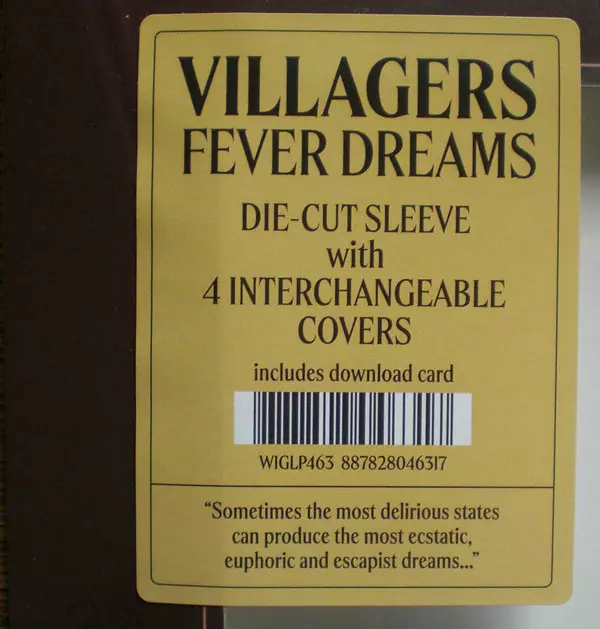 VILLAGERS
FEVER DREAMS
DIE-CUT SLEEVE
with
4 INTERCHANGEABLE
COVERS
includes download card
WIGLP463 887828046317
“Sometimes the most delirious states
can produce the most ecstatic,
euphoric and escapist dreams...”